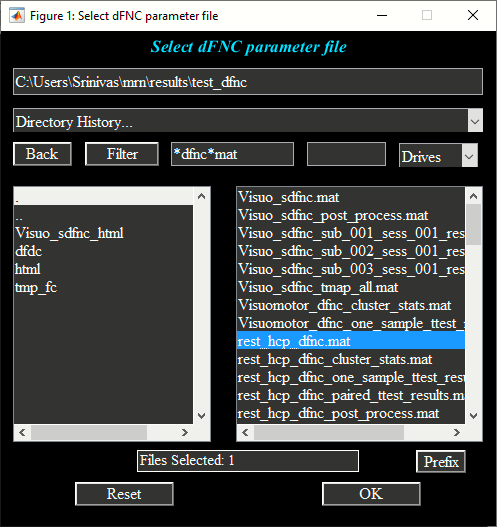 Figure 1: Select dFNC parameter file
Select dFNC parameter file
C:\Users\Srinivas\mrn\results\test_dfnc
Directory History...
Back Filter *dfnc*mat Drives
.
..
Visuo_sdfnc_html
dfdc
html
tmp_fc
Visuo_sdfnc.mat
Visuo_sdfnc_post_process.mat
Visuo_sdfnc_sub_001_sess_001_res
Visuo_sdfnc_sub_002_sess_001_res
Visuo_sdfnc_sub_003_sess_001_res
Visuo_sdfnc_tmap_all.mat
Visuomotor_dfnc_cluster_stats.mat
Visuomotor_dfnc_one_sample_ttest_
rest_hcp_dfnc.mat
rest_hcp_dfnc_cluster_stats.mat
rest_hcp_dfnc_one_sample_ttest_resu
rest_hcp_dfnc_paired_ttest_results.ma
rest_hcp_dfnc_post_process.mat
Files Selected: 1
Prefix
Reset OK